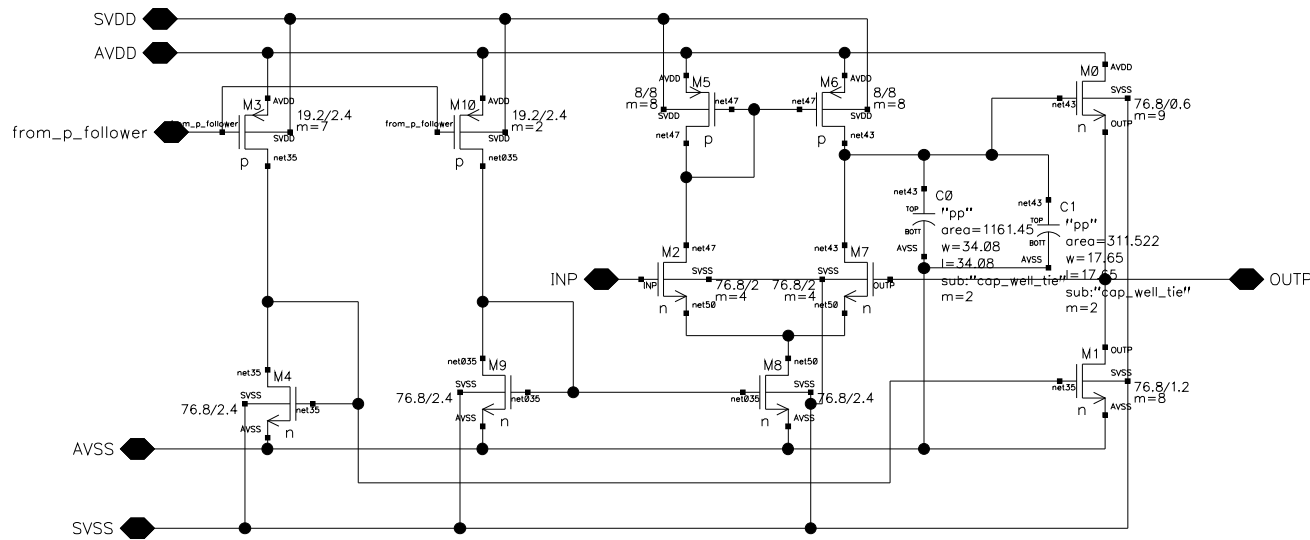 SVDD
AVDD
M3
AVDD
19.2/2.4
m=7
SVDD
from_p_follower
from_p_follower
p
net35
M10
AVDD
19.2/2.4
m=2
SVDD
from_p_follower
p
net035
M5
AVDD
8/8
m=8
SVDD
net47
net47
p
M6
AVDD
8/8
m=8
SVDD
net47
net43
p
M0
AVDD
SVSS
76.8/0.6
m=9
net43
OUTP
n
net43
C0
TOP
"pp"
BOTT
area=1161.45
AVSS
w=34.08
l=34.08
sub:"cap_well_tie"
m=2
net43
C1
TOP
"pp"
BOTT
area=311.522
AVSS
w=17.65
l=17.65
sub:"cap_well_tie"
m=2
INP
M2
net47
SVSS
76.8/2
m=4
INP
net50
n
M7
net43
SVSS
76.8/2
m=4
OUTP
net50
n
OUTP
net35
M4
SVSS
76.8/2.4
net35
AVSS
n
net035
M9
SVSS
76.8/2.4
net035
AVSS
n
M8
net50
SVSS
76.8/2.4
net035
AVSS
n
M1
OUTP
SVSS
76.8/1.2
m=8
net35
AVSS
n
AVSS
SVSS